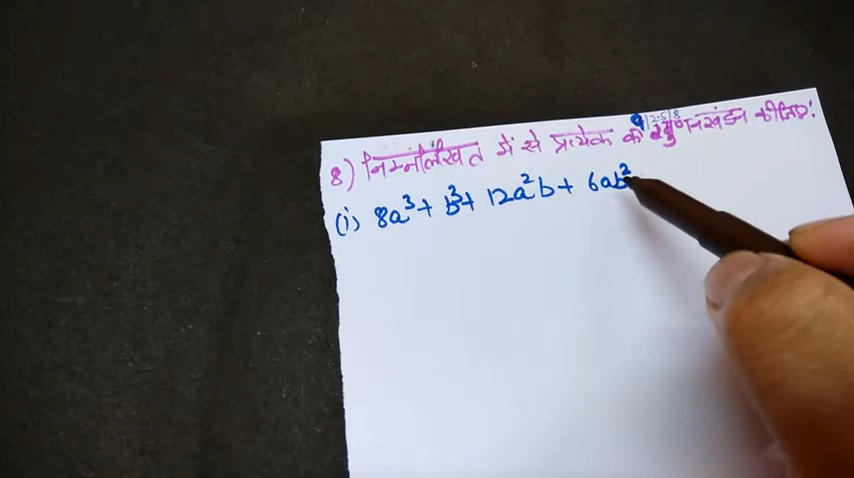 8) निम्नलिखित में से प्रत्येक का गुणनखंडन कीजिए:
(i) 8a³ + b³ + 12a²b + 6ab²